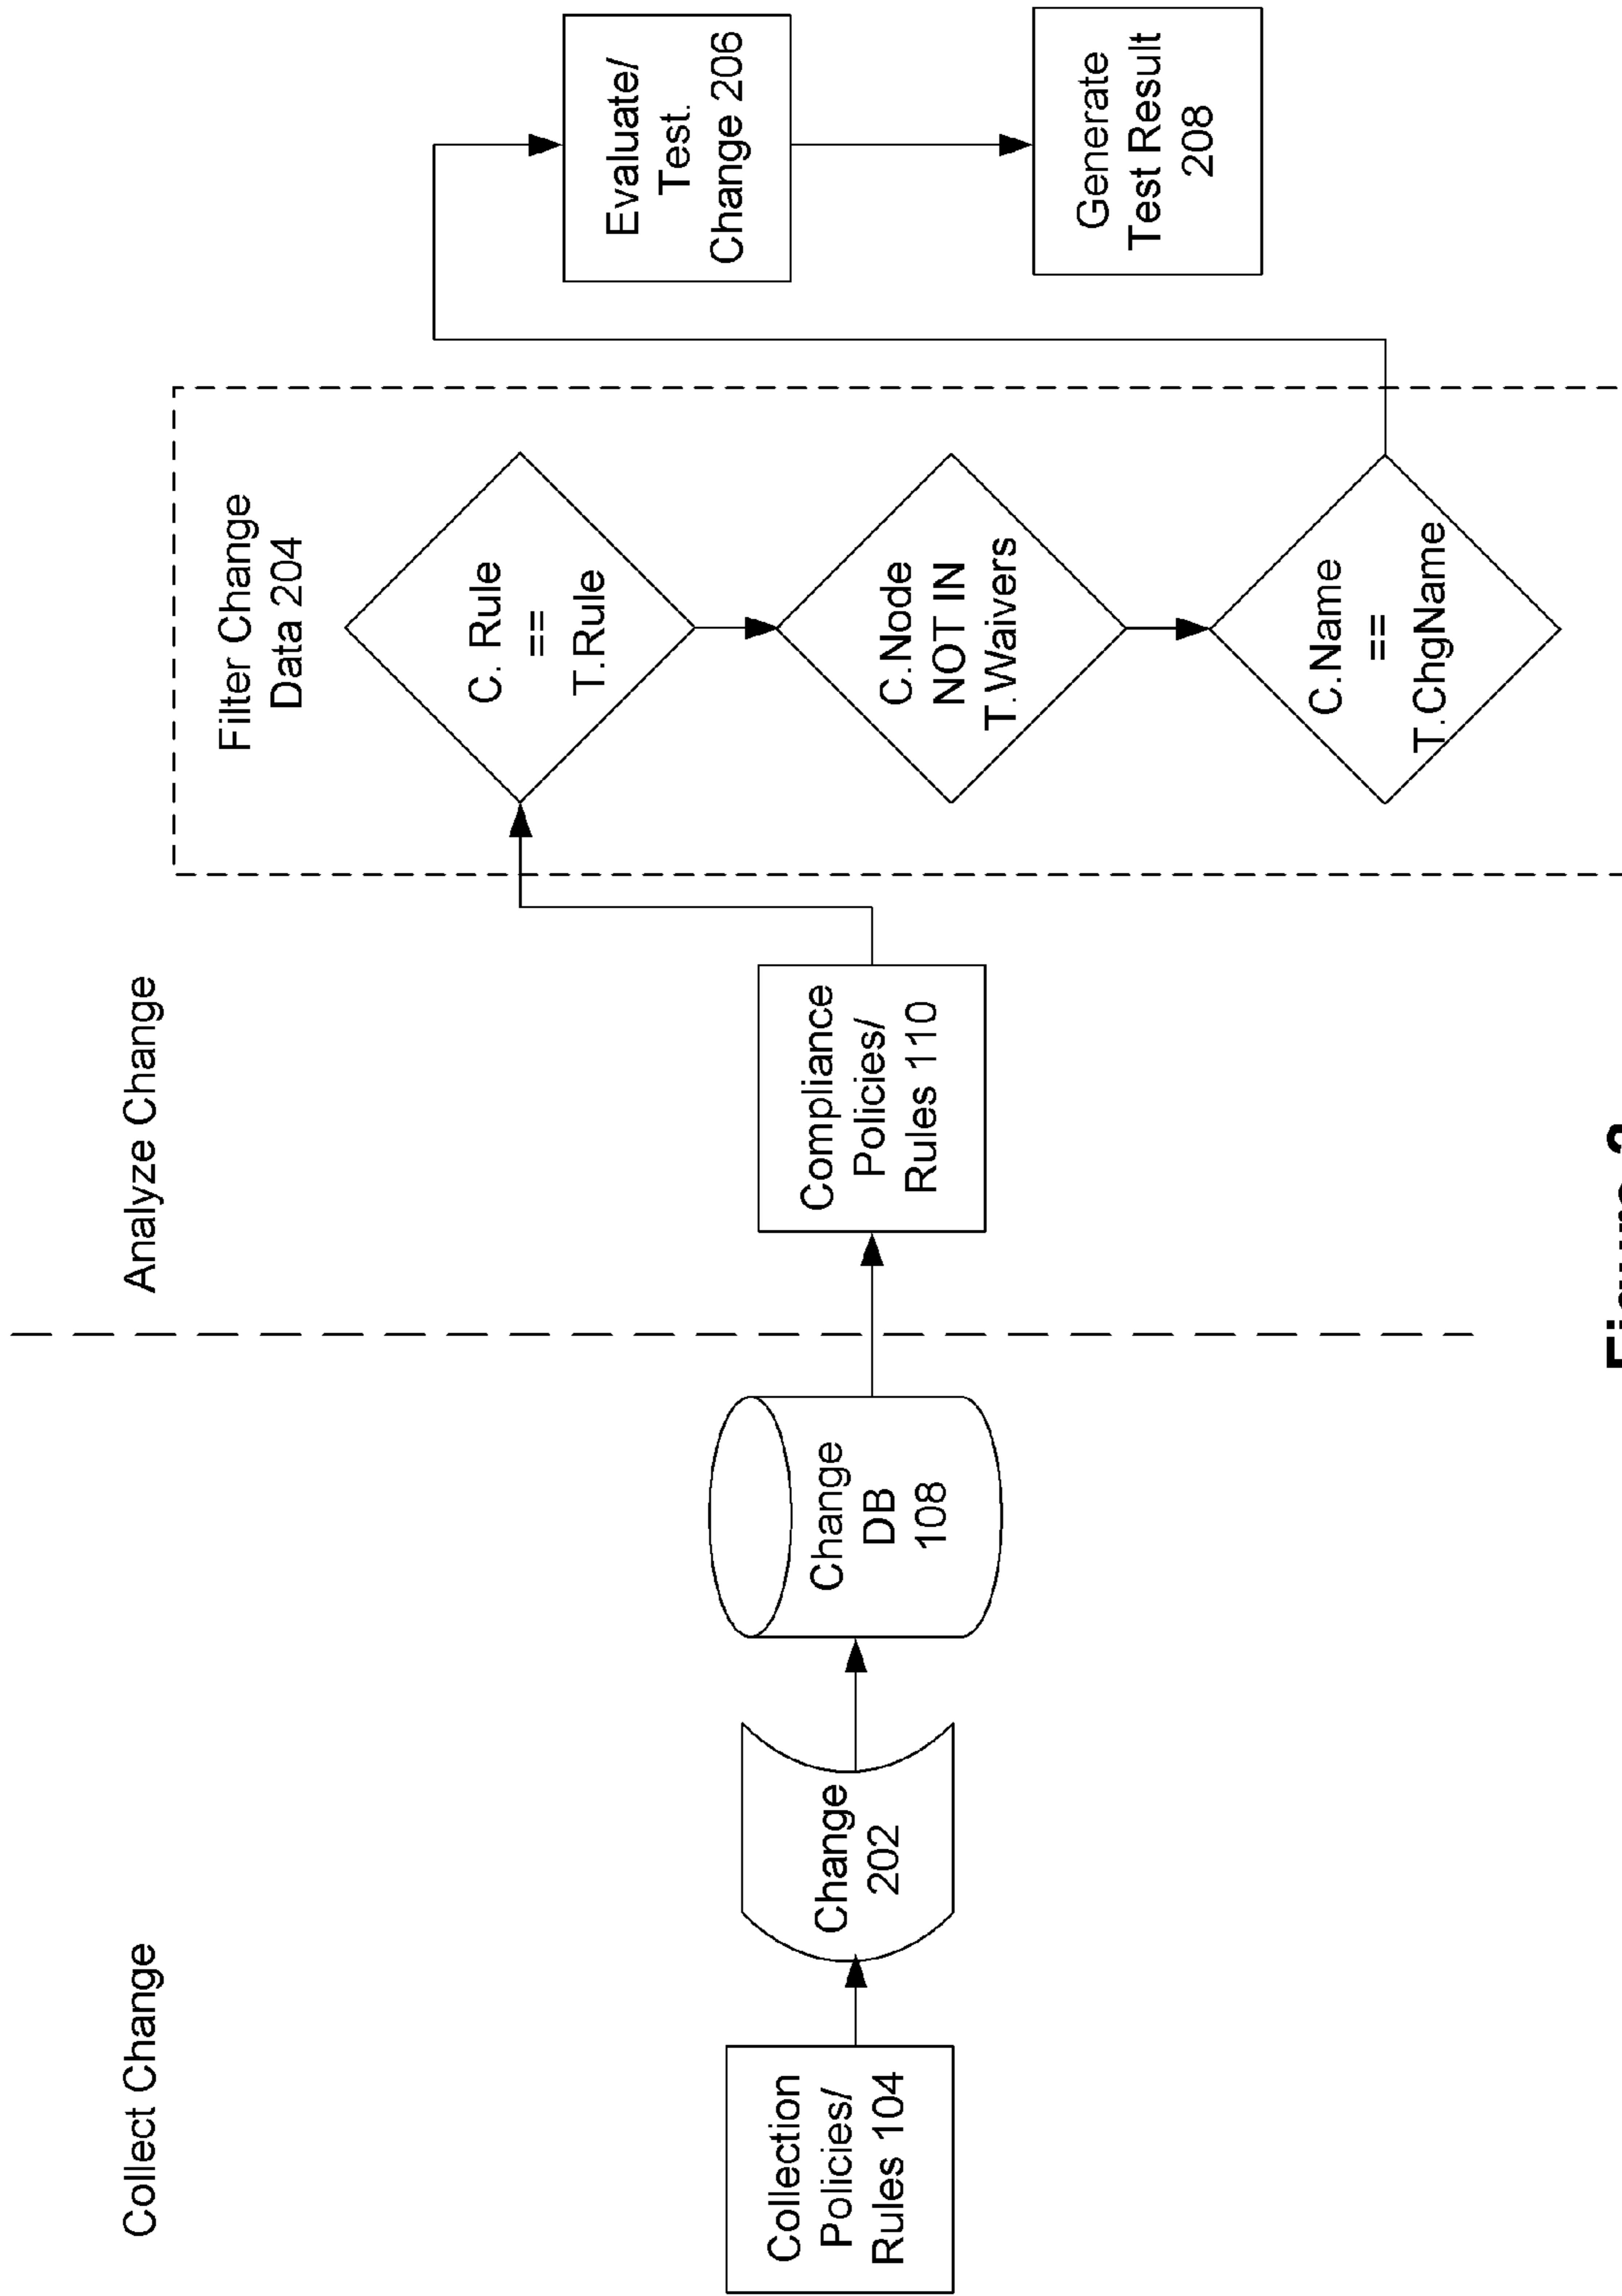 Collect Change
Analyze Change
Collection
Policies/
Rules 104
Change
202
Change
DB
108
Compliance
Policies/
Rules 110
Filter Change
Data 204
C. Rule
==
T.Rule
C.Node
NOT IN
T.Waivers
C.Name
==
T.ChgName
Evaluate/
Test.
Change 206
Generate
Test Result
208